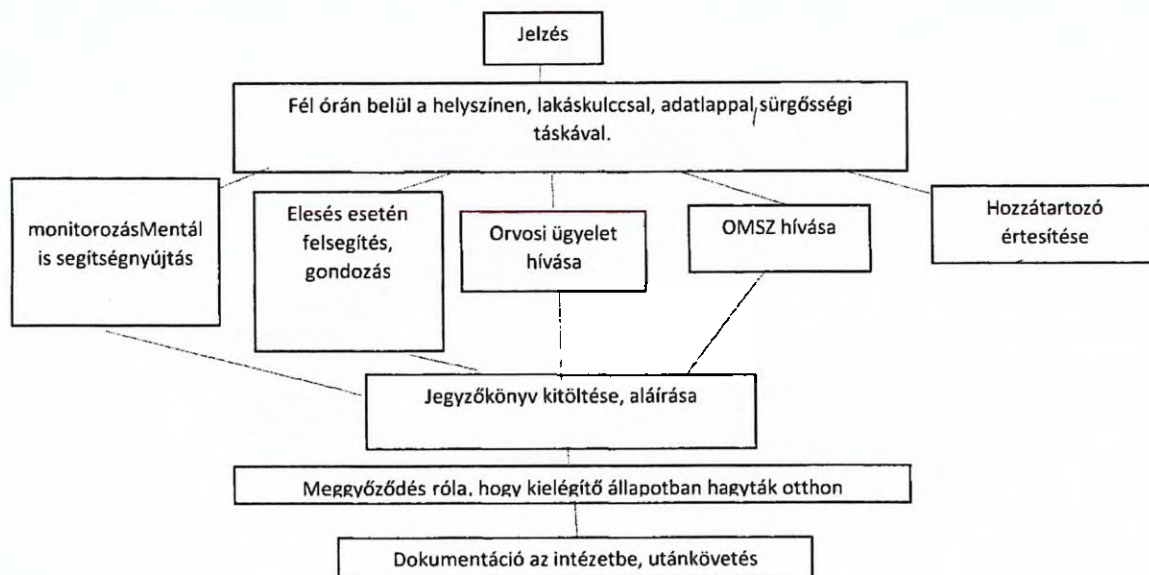 Jelzés
Fél órán belül a helyszínen, lakáskulccsal, adatlappal,sürgősségi
táskával.
monitorozásMentál
is segítségnyújtás
Elesés esetén
felsegítés,
gondozás
Orvosi ügyelet
hívása
OMSZ hívása
Hozzátartozó
értesítése
Jegyzőkönyv kitöltése, aláírása
Meggyőződés róla, hogy kielégítő állapotban hagyták otthon
Dokumentáció az intézetbe, utánkövetés